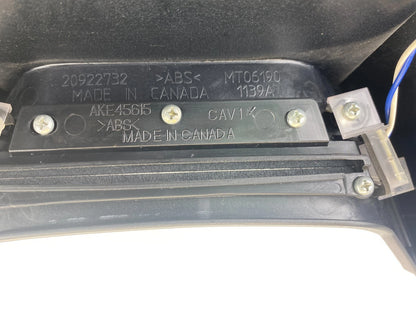 20922732 >ABS< MT06190
MADE IN CANADA 1139A
AKE45615 CAV1
>ABS<
MADE IN CANADA